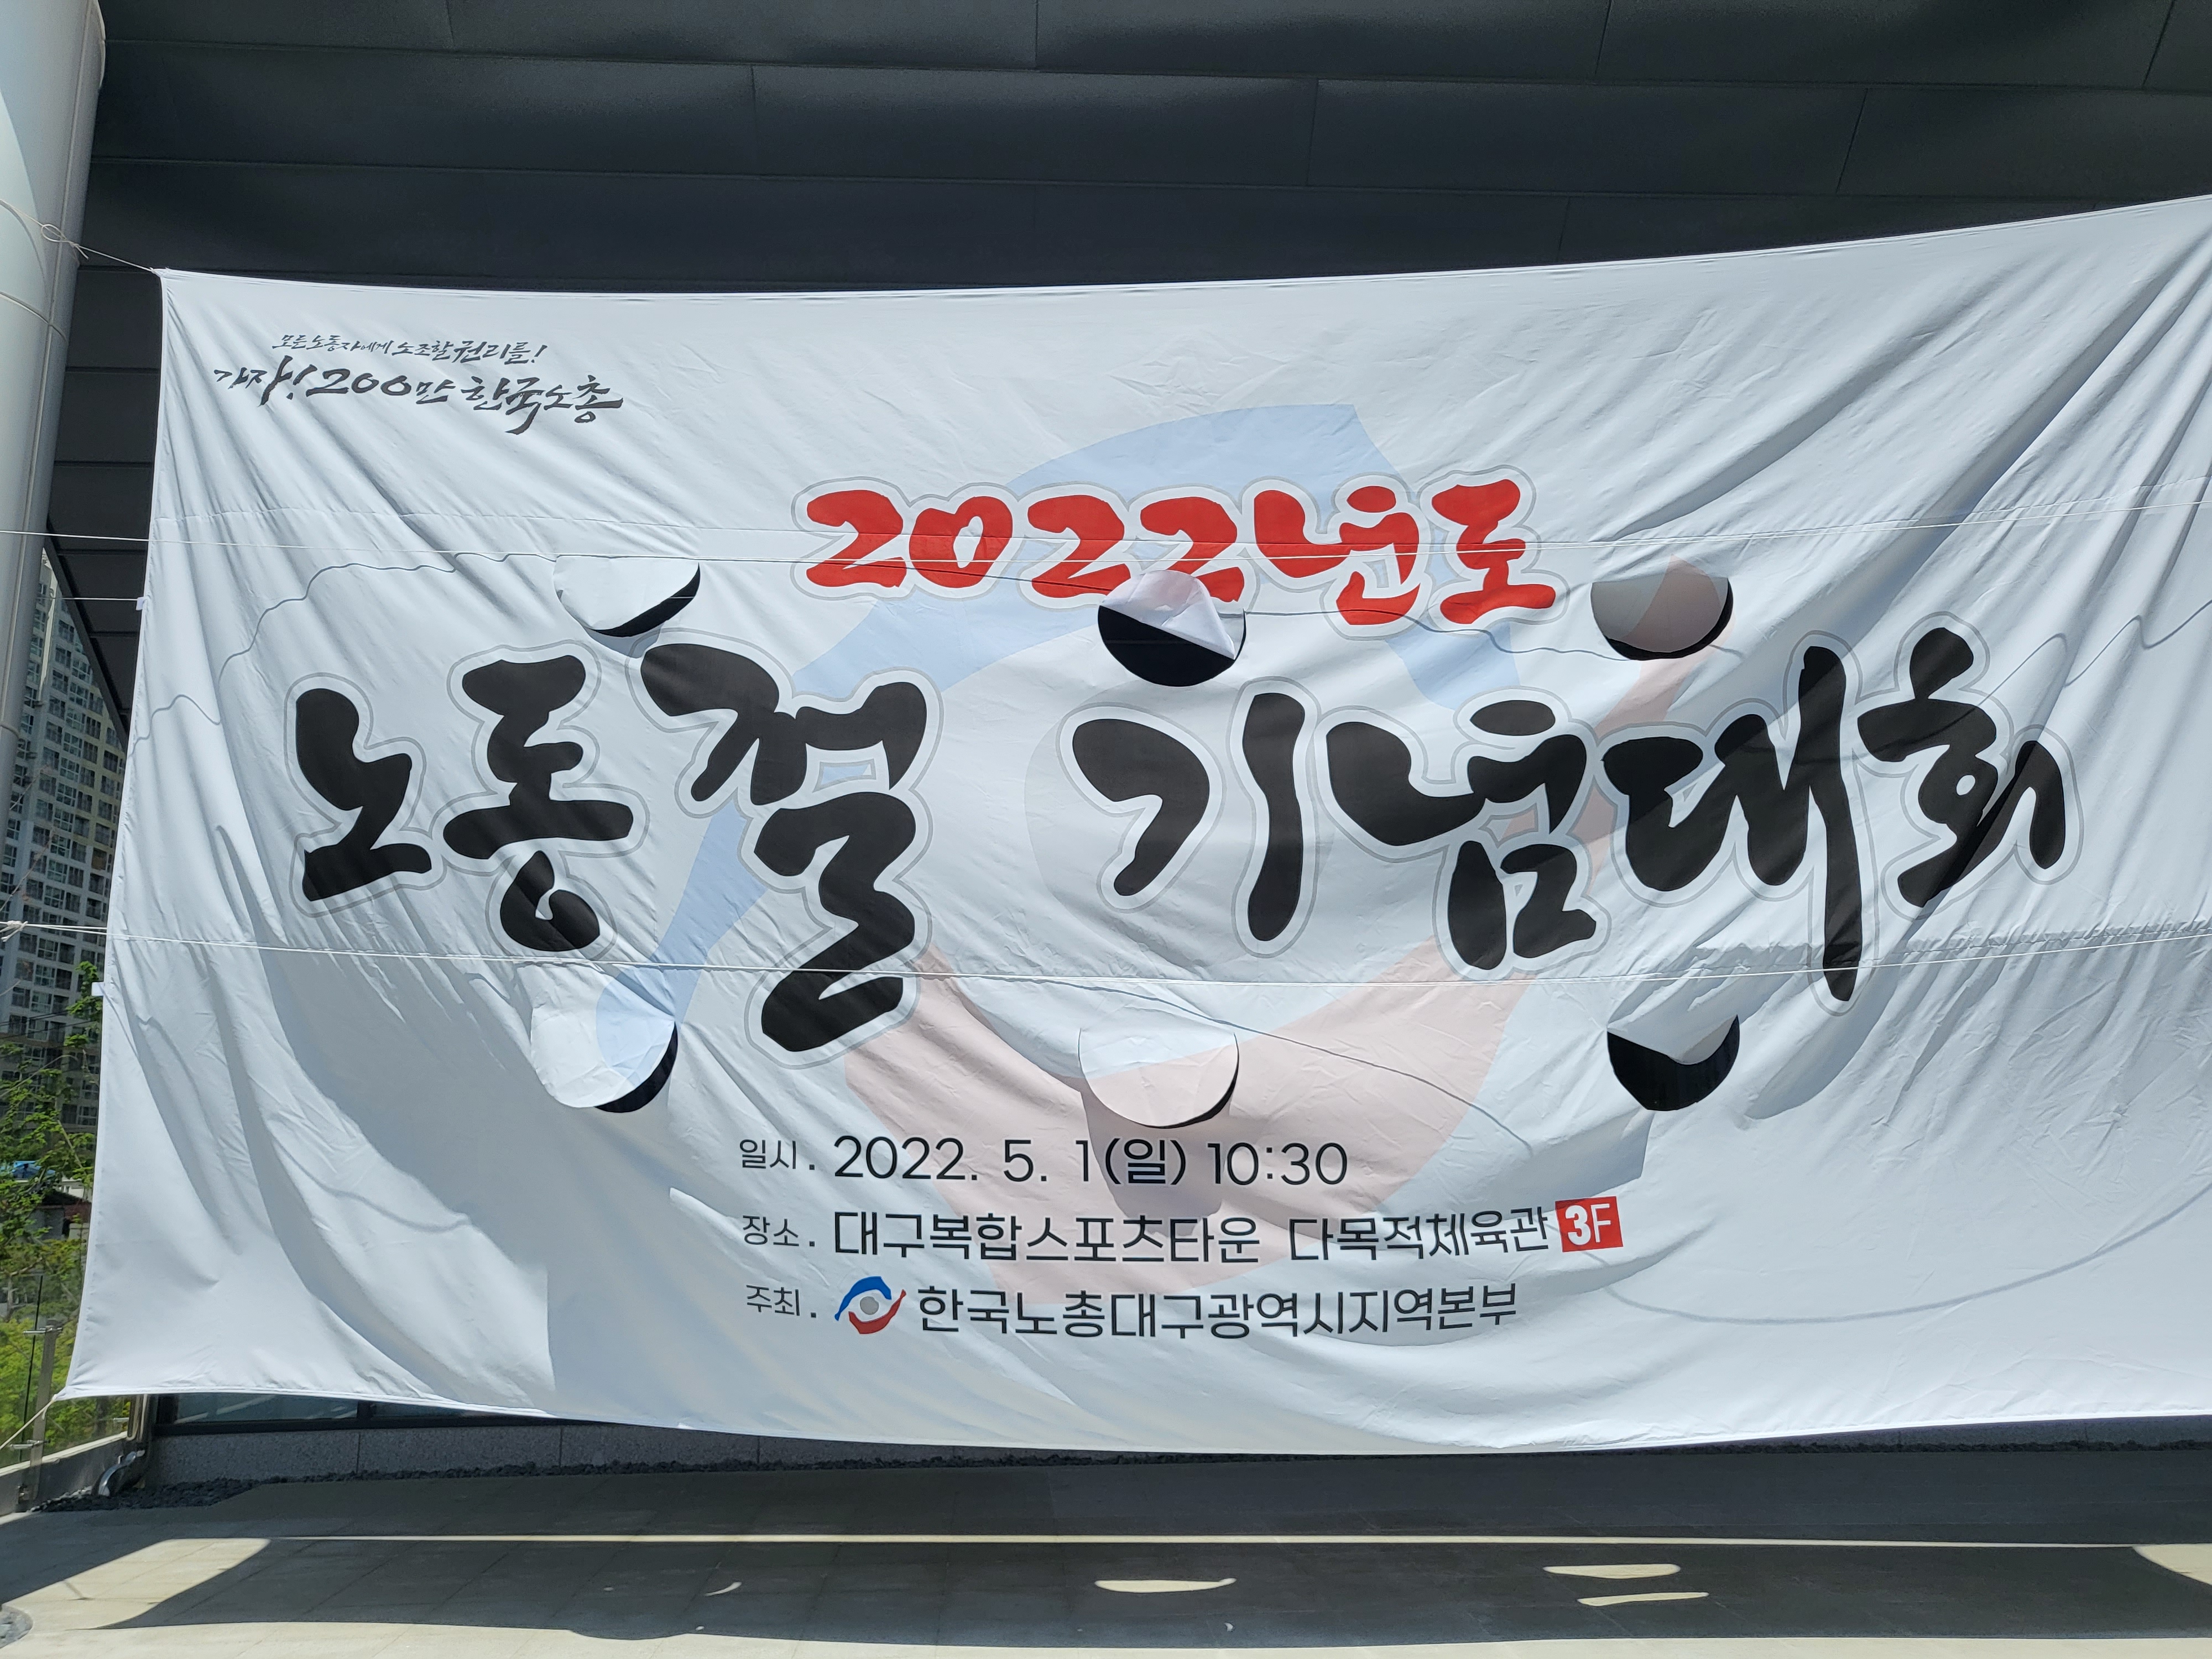 모든 노동자에게 노조할 권리를!
가자! 200만 한국노총
2022년도
노동절 기념대회
일시. 2022. 5. 1(일) 10:30
장소. 대구복합스포츠타운 다목적체육관 3F
주최. 한국노총대구광역시지역본부